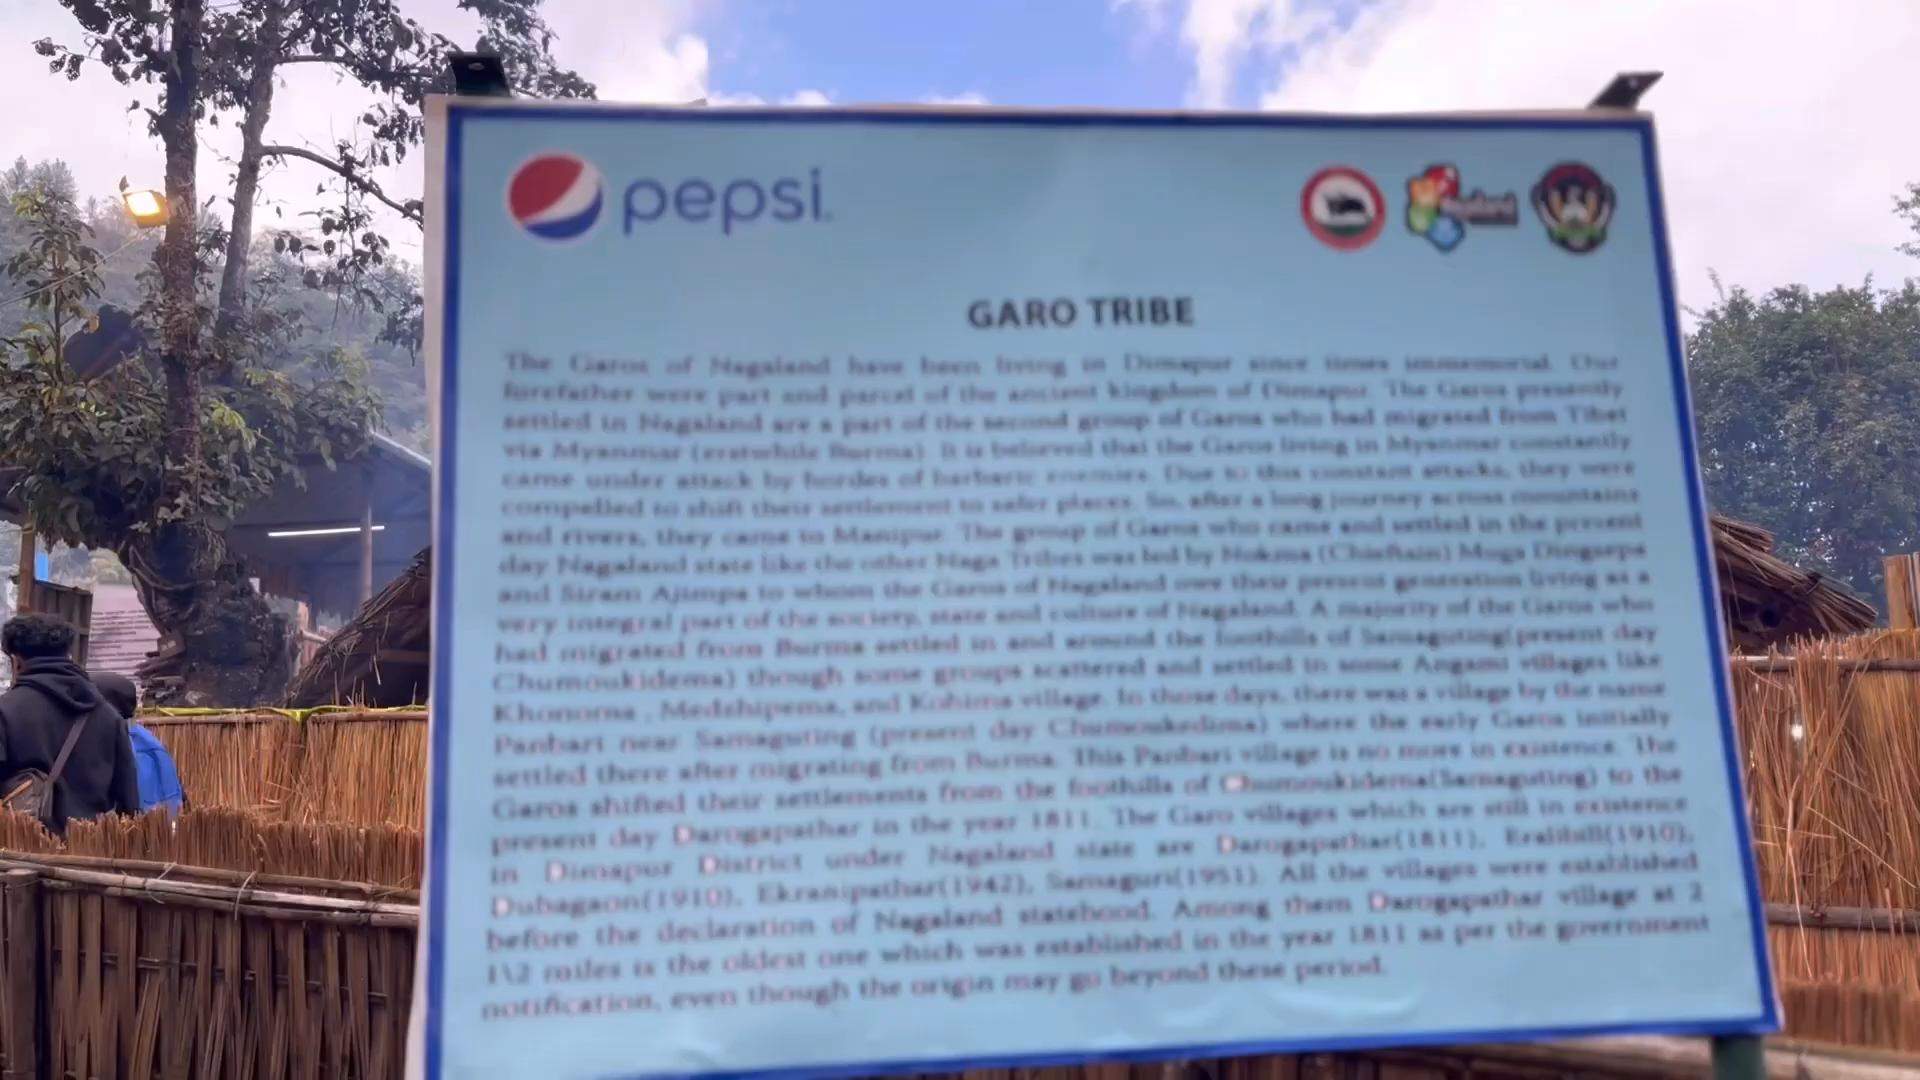 pepsi.
Nagaland
GARO TRIBE
The Garos of Nagaland have been living in Dimapur since times immemorial. Our
forefather were part and parcel of the ancient kingdom of Dimapur. The Garos presently
settled in Nagaland are a part of the second group of Garos who had migrated from Tibet
via Myanmar (erstwhile Burma). It is believed that the Garos living in Myanmar constantly
came under attack by hordes of barbaric enemies. Due to this constant attacks, they were
compelled to shift their settlement to safer places. So, after a long journey across mountains
and rivers, they came to Manipur. The group of Garos who came and settled in the present
day Nagaland state like the other Naga Tribes was led by Nokma (Chieftain) Moga Dingsepa
and Siram Ajimpa to whom the Garos of Nagaland owe their present generation living as a
very integral part of the society, state and culture of Nagaland. A majority of the Garos who
had migrated from Burma settled in and around the foothills of Samaguting(present day
Chumoukidema) though some groups scattered and settled in some Angami villages like
Khonoma , Medzhipema, and Kohima village. In those days, there was a village by the name
Panbari near Samaguting (present day Chumoukedima) where the early Garos initially
settled there after migrating from Burma. This Panbari village is no more in existence. The
Garos shifted their settlements from the foothills of Chumoukidema(Samaguting) to the
present day Darogapathar in the year 1811. The Garo villages which are still in existence
in Dimapur District under Nagaland state are Darogapathar(1811), Eralibill(1910),
Dubagaon(1910), Ekranipathar(1942), Samaguri(1951). All the villages were established
before the declaration of Nagaland statehood. Among them Darogapathar village at 2
1\2 miles is the oldest one which was established in the year 1811 as per the government
notification, even though the origin may go beyond these period.